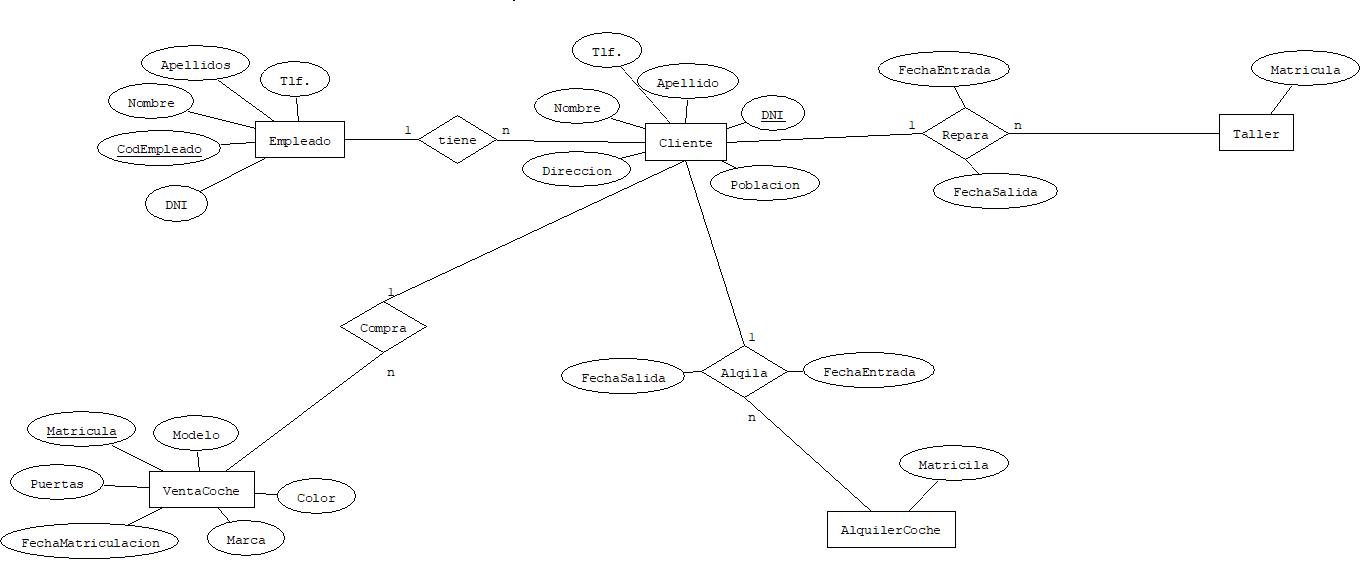 Tlf.
Apellidos
Tlf.
FechaEntrada
Matricula
Apellido
Nombre
Nombre
DNI
Empleado
1
tiene
n
Cliente
1
Repara
n
Taller
CodEmpleado
Direccion
Poblacion
FechaSalida
DNI
1
Compra
n
1
FechaSalida
Alqila
FechaEntrada
n
Matricula
Modelo
Puertas
VentaCoche
Color
FechaMatriculacion
Marca
Matricila
AlquilerCoche